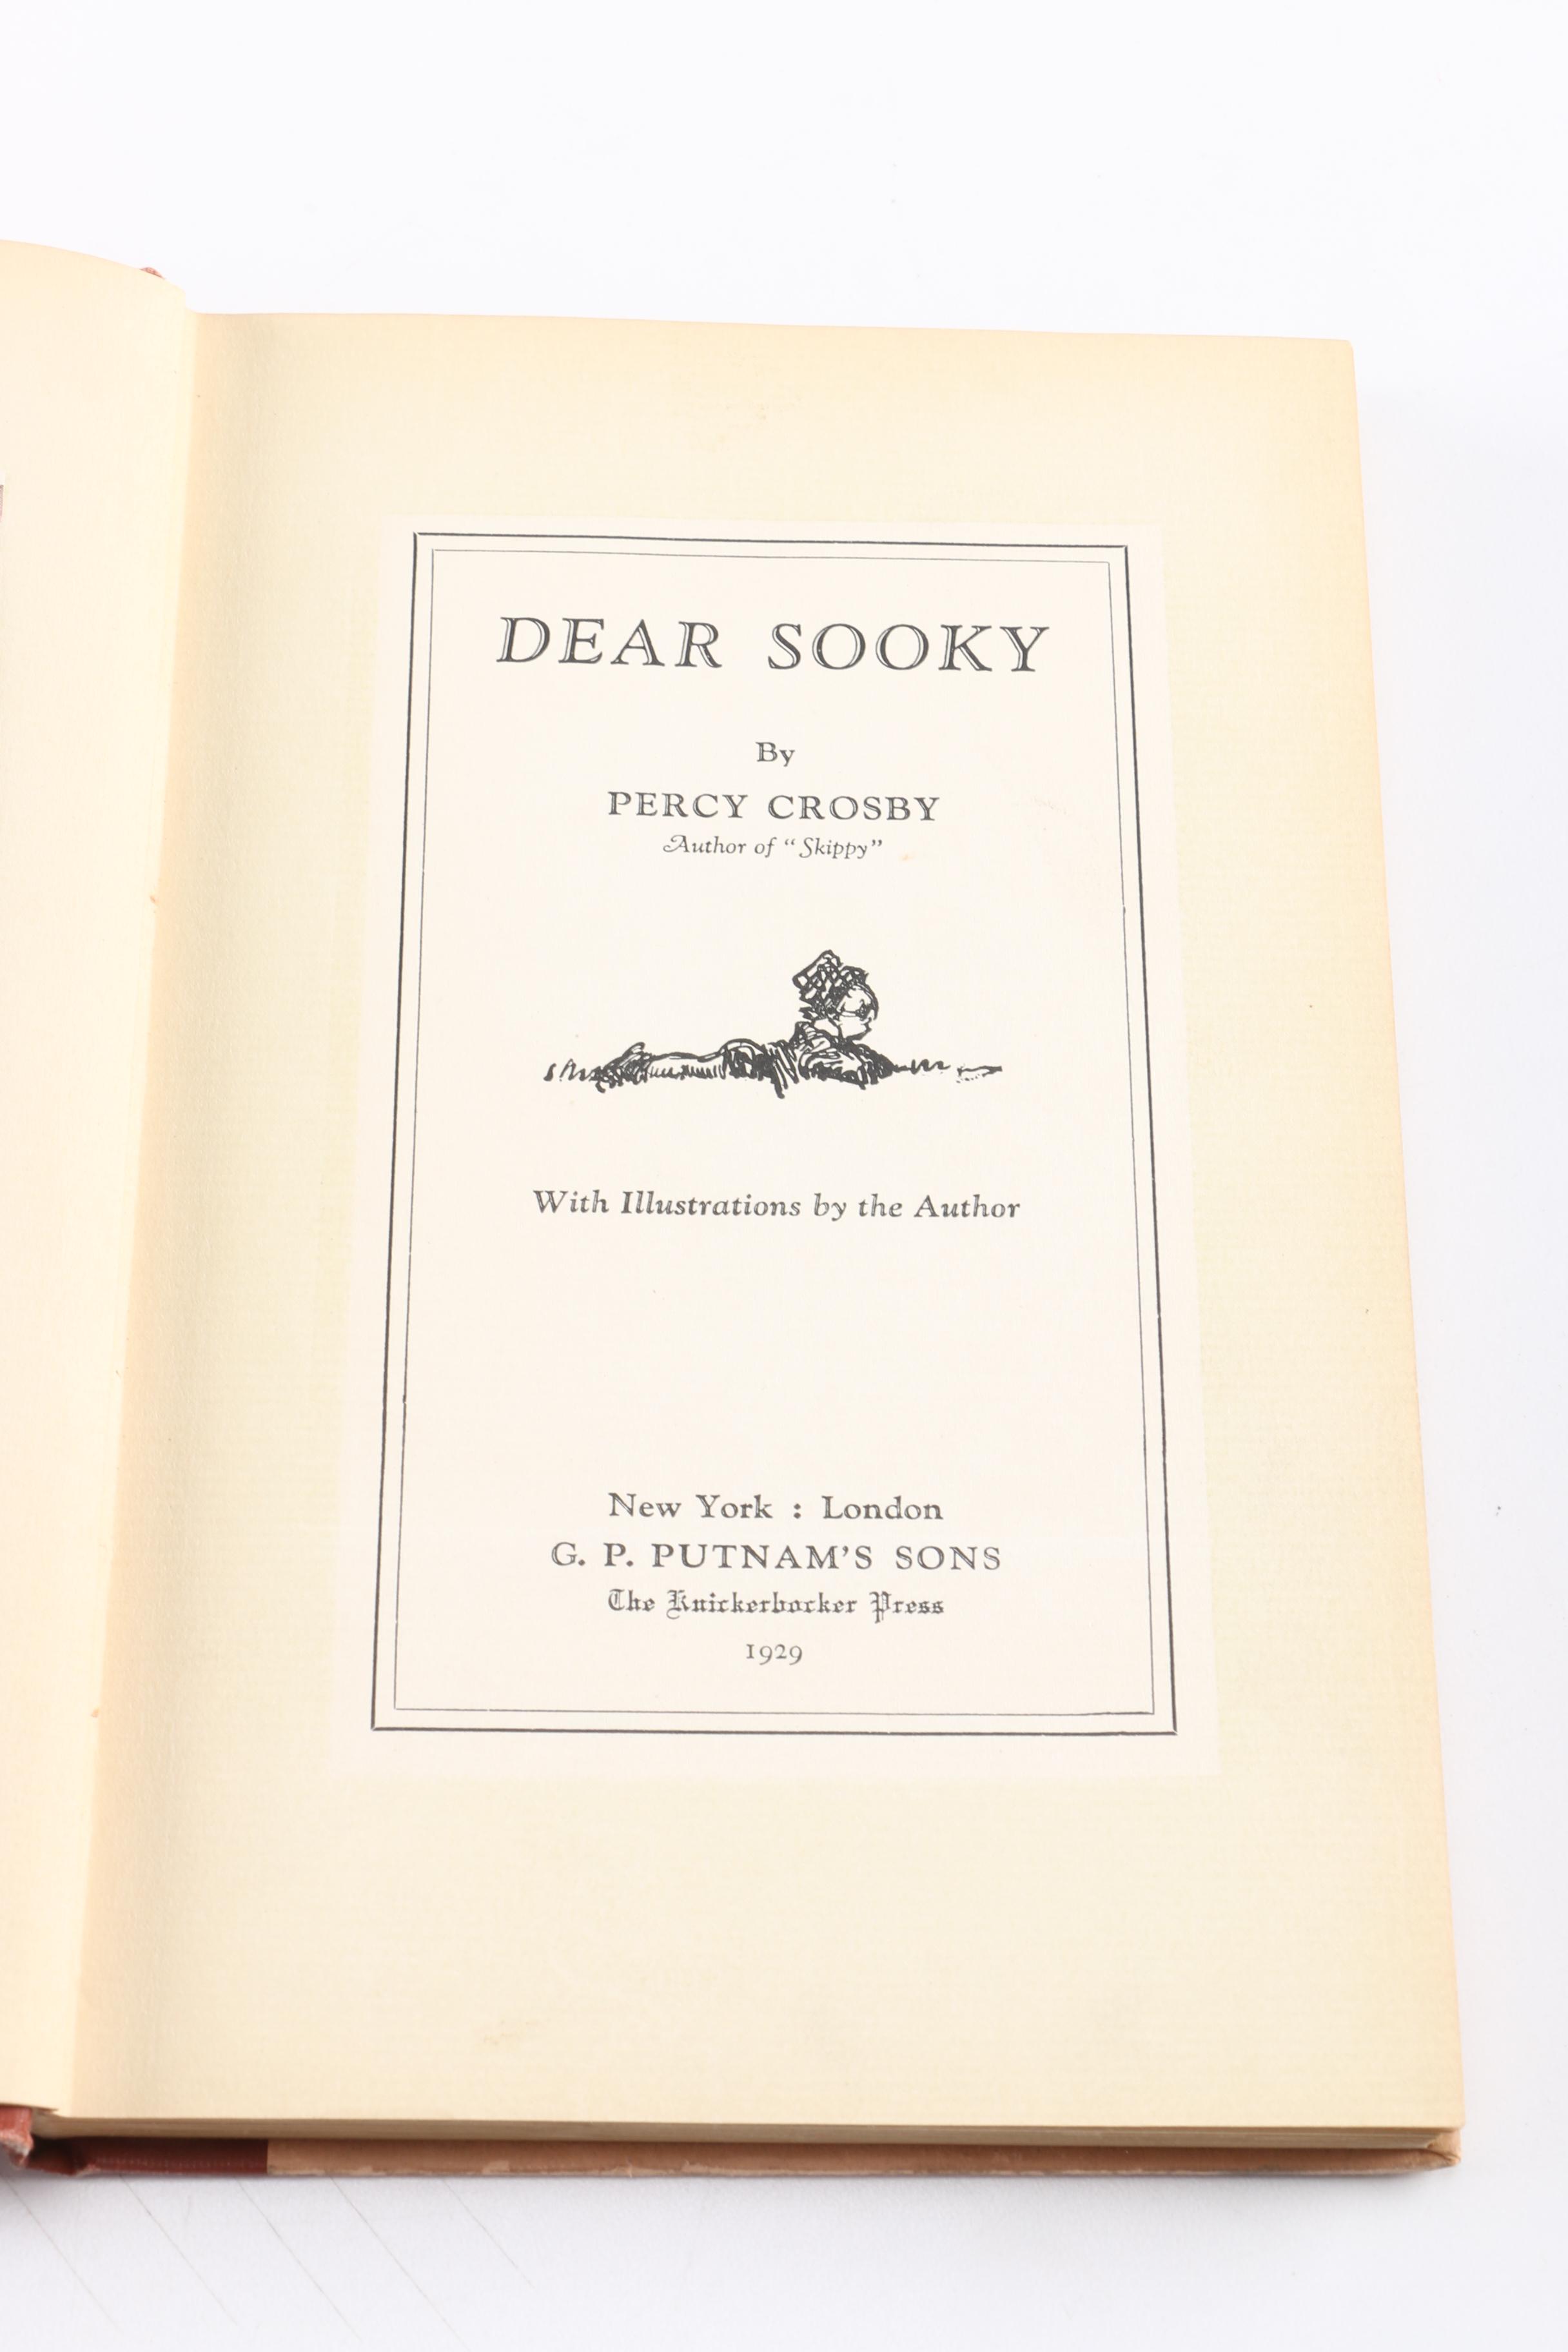 DEAR SOOKY
By
PERCY CROSBY
Author of "Skippy"
With Illustrations by the Author
New York : London
G. P. PUTNAM'S SONS
The Knickerbocker Press
1929